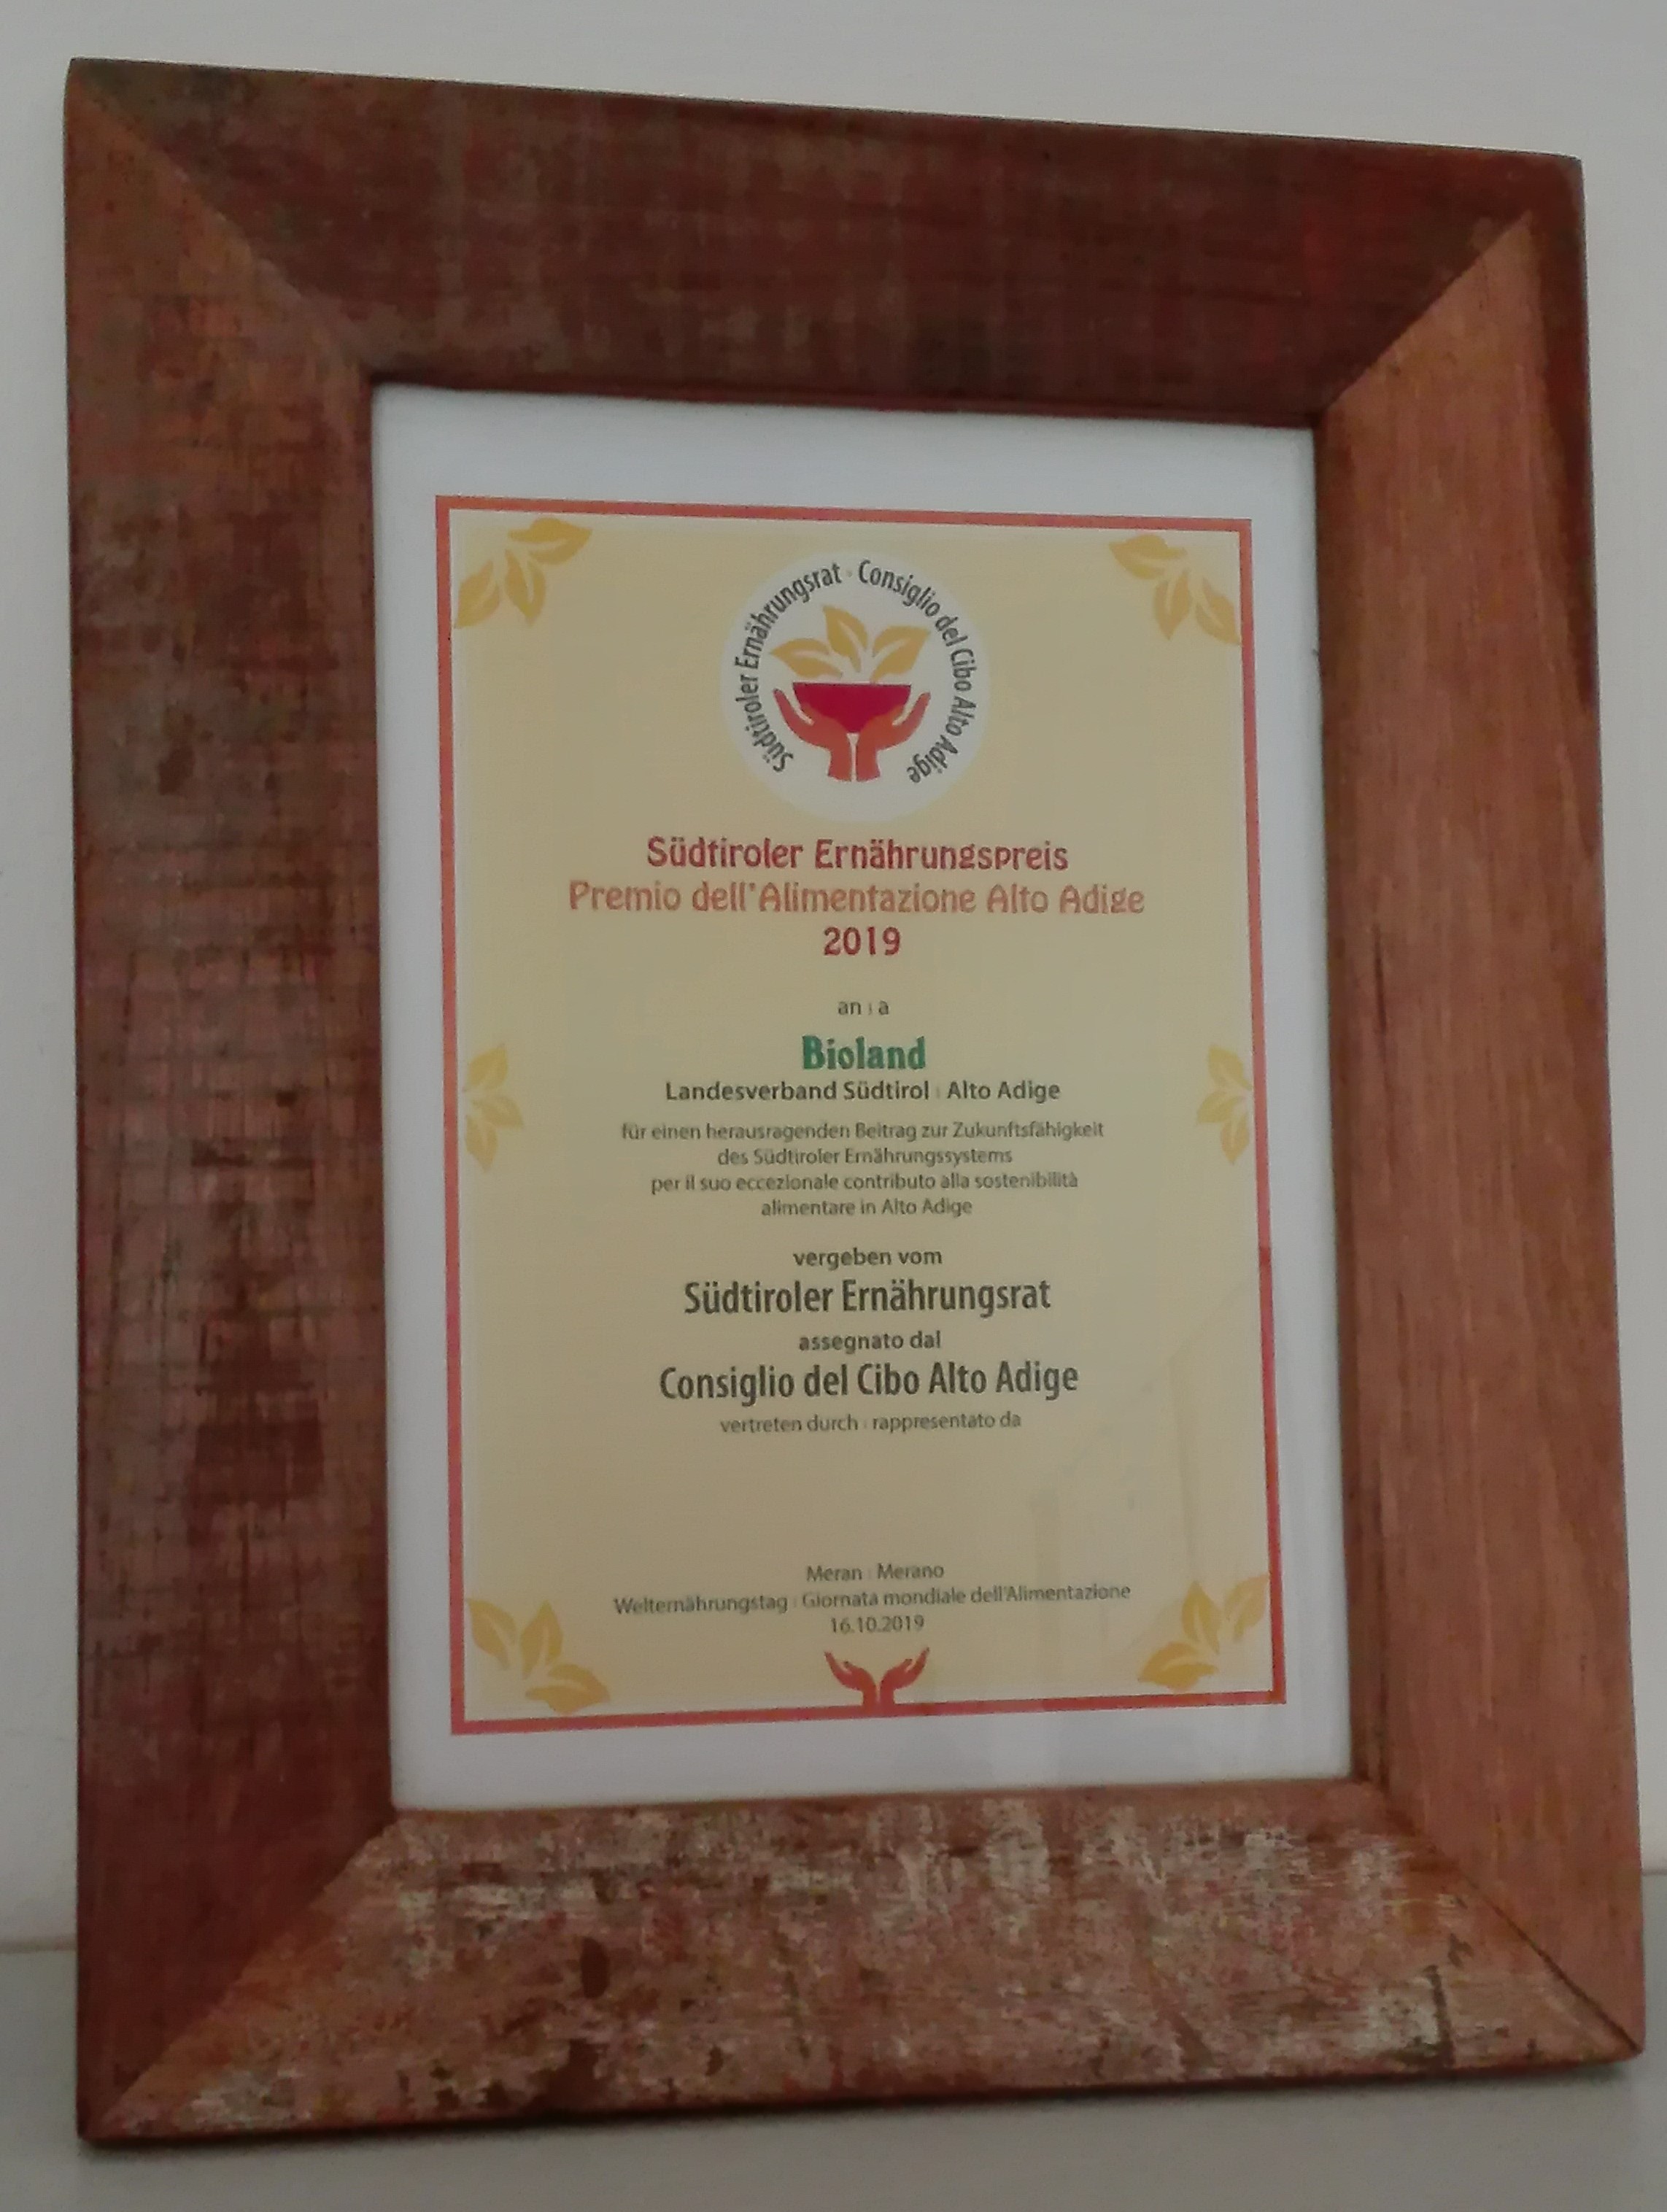 Südtiroler Ernährungsrat · Consiglio del Cibo Alto Adige
Südtiroler Ernährungspreis
Premio dell'Alimentazione Alto Adige
2019
an | a
Bioland
Landesverband Südtirol | Alto Adige
für einen herausragenden Beitrag zur Zukunftsfähigkeit
des Südtiroler Ernährungssystems
per il suo eccezionale contributo alla sostenibilità
alimentare in Alto Adige
vergeben vom
Südtiroler Ernährungsrat
assegnato dal
Consiglio del Cibo Alto Adige
vertreten durch | rappresentato da
Meran | Merano
Welternährungstag | Giornata mondiale dell'Alimentazione
16.10.2019